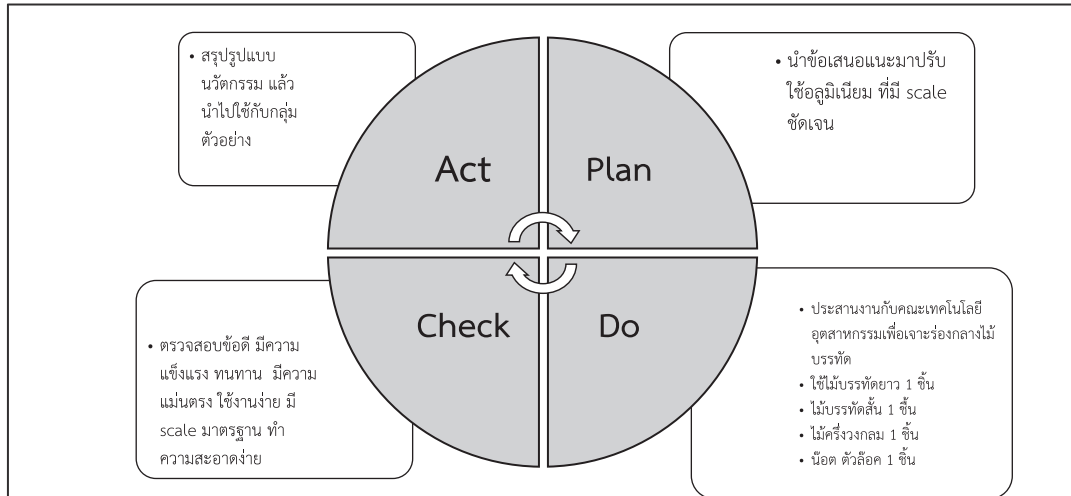 • สรุปรูปแบบ
นวัตกรรม แล้ว
นำไปใช้กับกลุ่ม
ตัวอย่าง
Act
Plan
• นำข้อเสนอแนะมาปรับ
ใช้อลูมิเนียม ที่มี scale
ชัดเจน
• ตรวจสอบข้อดี มีความ
แข็งแรง ทนทาน มีความ
แม่นตรง ใช้งานง่าย มี
scale มาตรฐาน ทำ
ความสะอาดง่าย
Check
Do
• ประสานงานกับคณะเทคโนโลยี
อุตสาหกรรมเพื่อเจาะร่องกลางไม้
บรรทัด
• ใช้ไม้บรรทัดยาว 1 ชิ้น
• ไม้บรรทัดสั้น 1 ชิ้น
• ไม้ครึ่งวงกลม 1 ชิ้น
• น๊อต ตัวล๊อค 1 ชิ้น